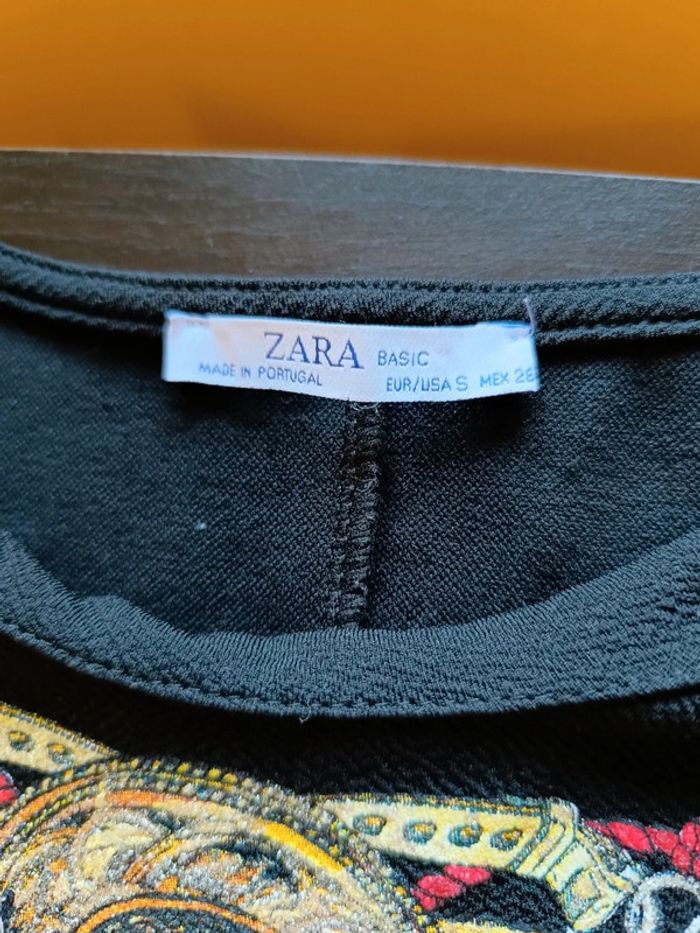 ZARA BASIC
MADE IN PORTUGAL
EUR/USA S MEX 26